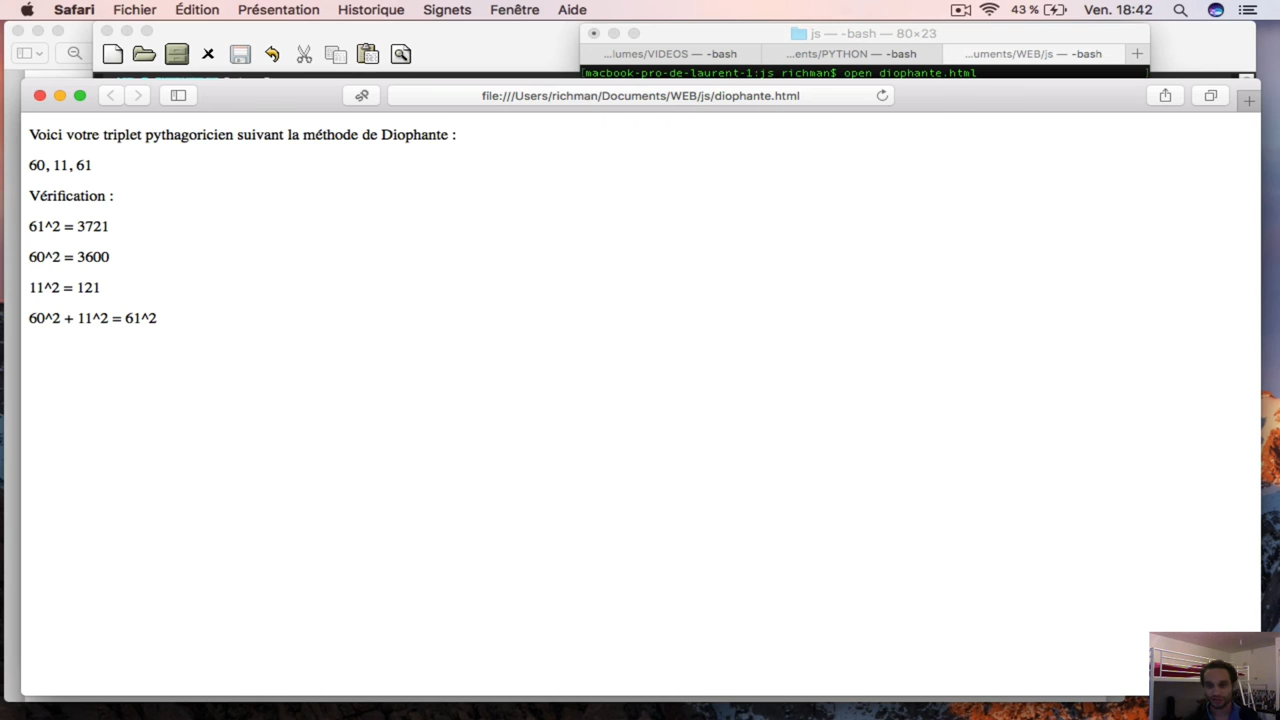 Safari Fichier Édition Présentation Historique Signets Fenêtre Aide 43 % Ven. 18:42
js — -bash — 80×23
...lumes/VIDEOS — -bash ...ents/PYTHON — -bash ...uments/WEB/js — -bash
[macbook-pro-de-laurent-1:js richman$ open diophante.html ]
file:///Users/richman/Documents/WEB/js/diophante.html
Voici votre triplet pythagoricien suivant la méthode de Diophante :
60, 11, 61
Vérification :
61^2 = 3721
60^2 = 3600
11^2 = 121
60^2 + 11^2 = 61^2